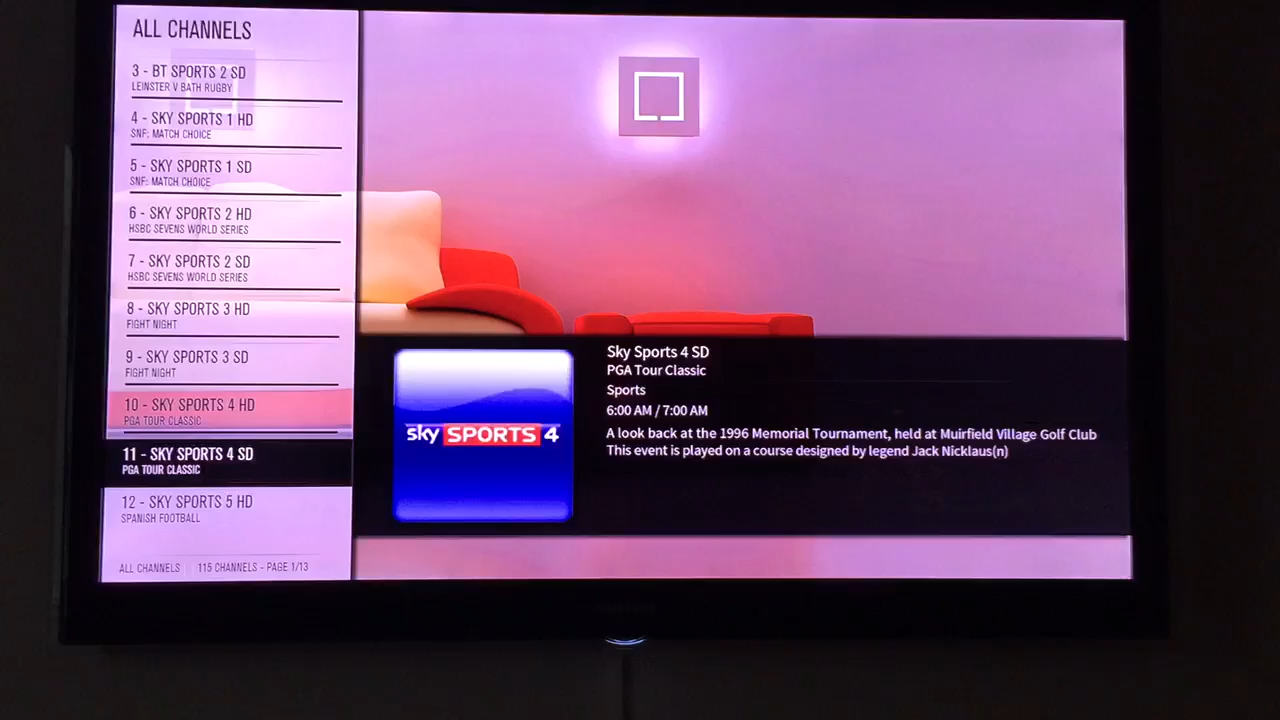 ALL CHANNELS
3 - BT SPORTS 2 SD
LEINSTER V BATH RUGBY
4 - SKY SPORTS 1 HD
SNF: MATCH CHOICE
5 - SKY SPORTS 1 SD
SNF: MATCH CHOICE
6 - SKY SPORTS 2 HD
HSBC SEVENS WORLD SERIES
7 - SKY SPORTS 2 SD
HSBC SEVENS WORLD SERIES
8 - SKY SPORTS 3 HD
FIGHT NIGHT
9 - SKY SPORTS 3 SD
FIGHT NIGHT
10 - SKY SPORTS 4 HD
PGA TOUR CLASSIC
11 - SKY SPORTS 4 SD
PGA TOUR CLASSIC
12 - SKY SPORTS 5 HD
SPANISH FOOTBALL
ALL CHANNELS 115 CHANNELS - PAGE 1/13
sky SPORTS 4
Sky Sports 4 SD
PGA Tour Classic
Sports
6:00 AM / 7:00 AM
A look back at the 1996 Memorial Tournament, held at Muirfield Village Golf Club
This event is played on a course designed by legend Jack Nicklaus(n)